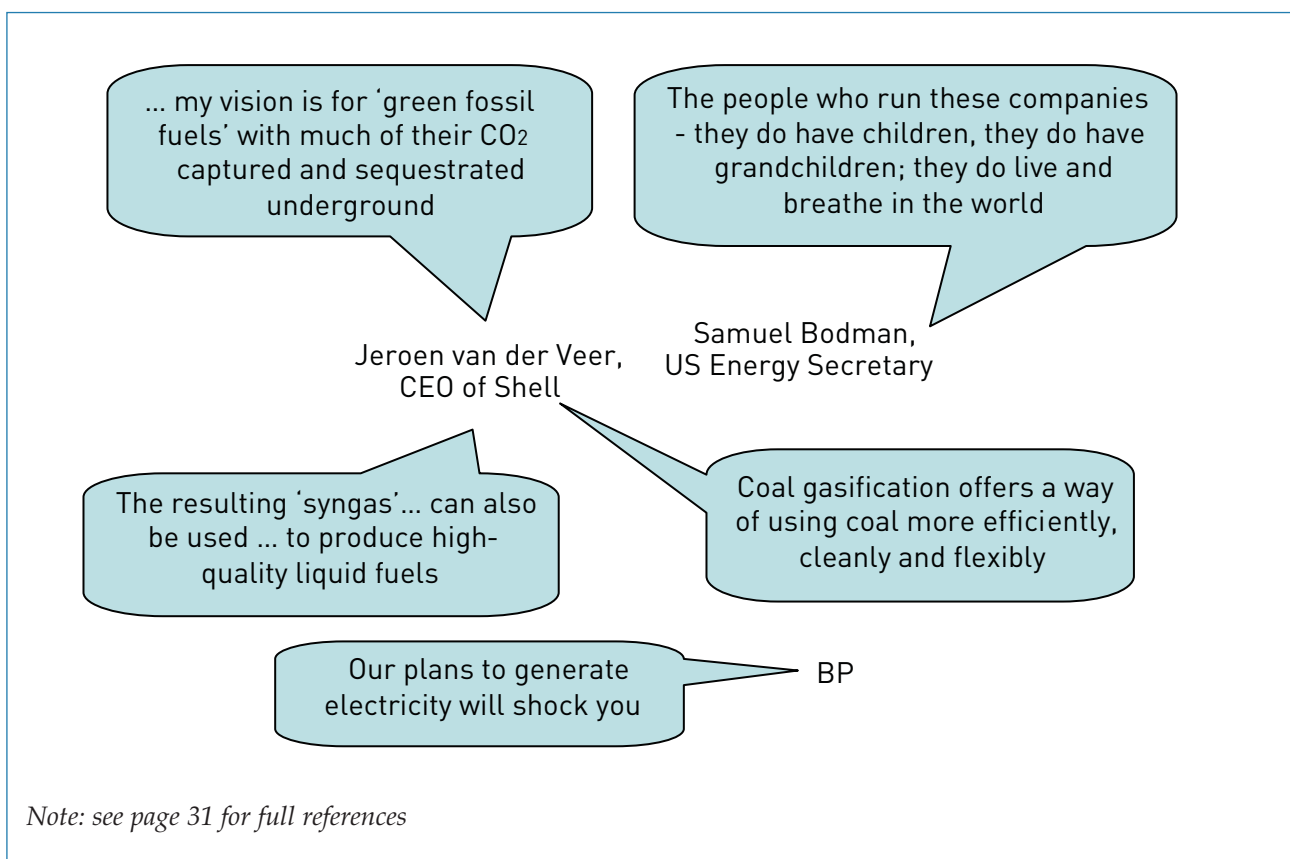 ... my vision is for ‘green fossil
fuels’ with much of their CO2
captured and sequestrated
underground
The people who run these companies
- they do have children, they do have
grandchildren; they do live and
breathe in the world
Jeroen van der Veer,
CEO of Shell
Samuel Bodman,
US Energy Secretary
The resulting ‘syngas’... can also
be used ... to produce high-
quality liquid fuels
Coal gasification offers a way
of using coal more efficiently,
cleanly and flexibly
Our plans to generate
electricity will shock you
BP
Note: see page 31 for full references